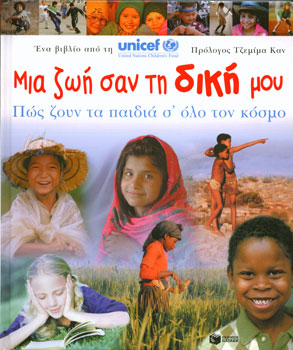 Ένα βιβλίο από τη unicef Πρόλογος Τζεμίμα Καν
United Nations Children's Fund
Μια ζωή σαν τη δική μου
Πώς ζουν τα παιδιά σ' όλο τον κόσμο